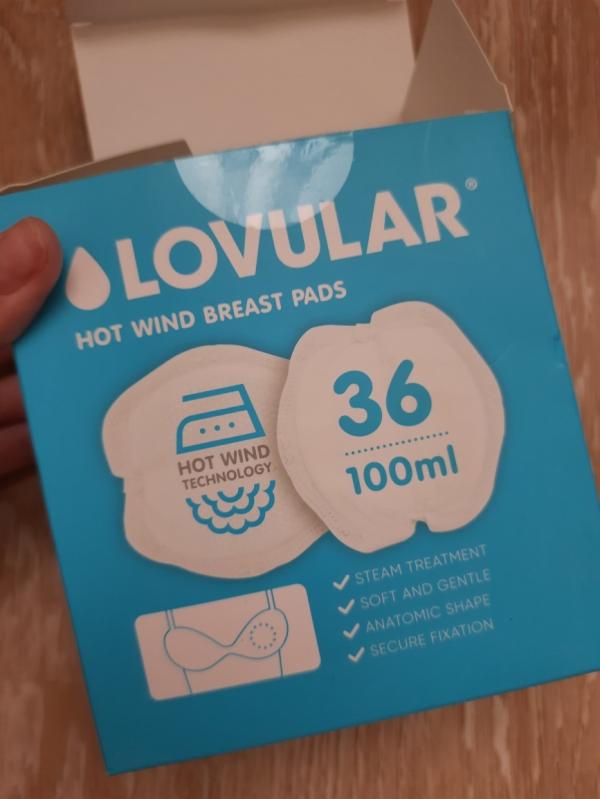 LOVULAR®
HOT WIND BREAST PADS
HOT WIND
TECHNOLOGY
36
100ml
STEAM TREATMENT
SOFT AND GENTLE
ANATOMIC SHAPE
SECURE FIXATION